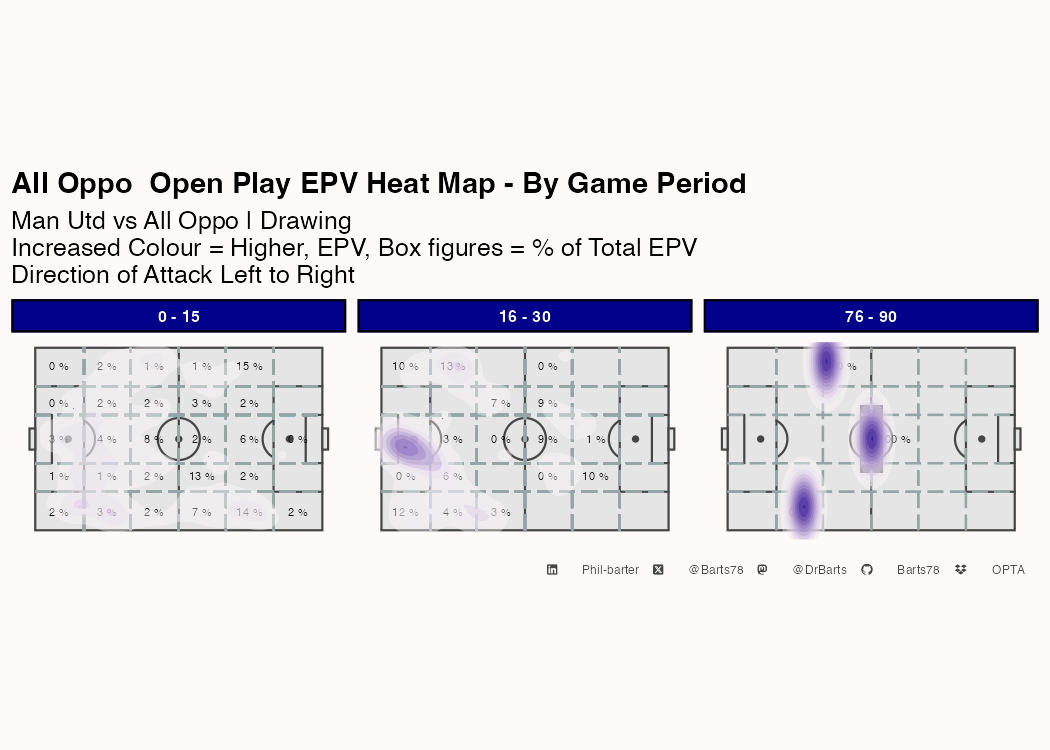 All Oppo  Open Play EPV Heat Map - By Game Period
Man Utd vs All Oppo | Drawing
Increased Colour = Higher, EPV, Box figures = % of Total EPV
Direction of Attack Left to Right
0 - 15 16 - 30 76 - 90
0 % 2 % 1 % 1 % 15 % 10 % 13 % 0 %
0 % 2 % 2 % 3 % 2 % 7 % 9 %
3 % 4 % 8 % 2 % 6 % 0 % 3 % 0 % 9 % 1 %
1 % 1 % 2 % 13 % 2 % 0 % 6 % 0 % 10 %
2 % 3 % 2 % 7 % 14 % 2 % 12 % 4 % 3 %
Phil-barter @Barts78 @DrBarts Barts78 OPTA